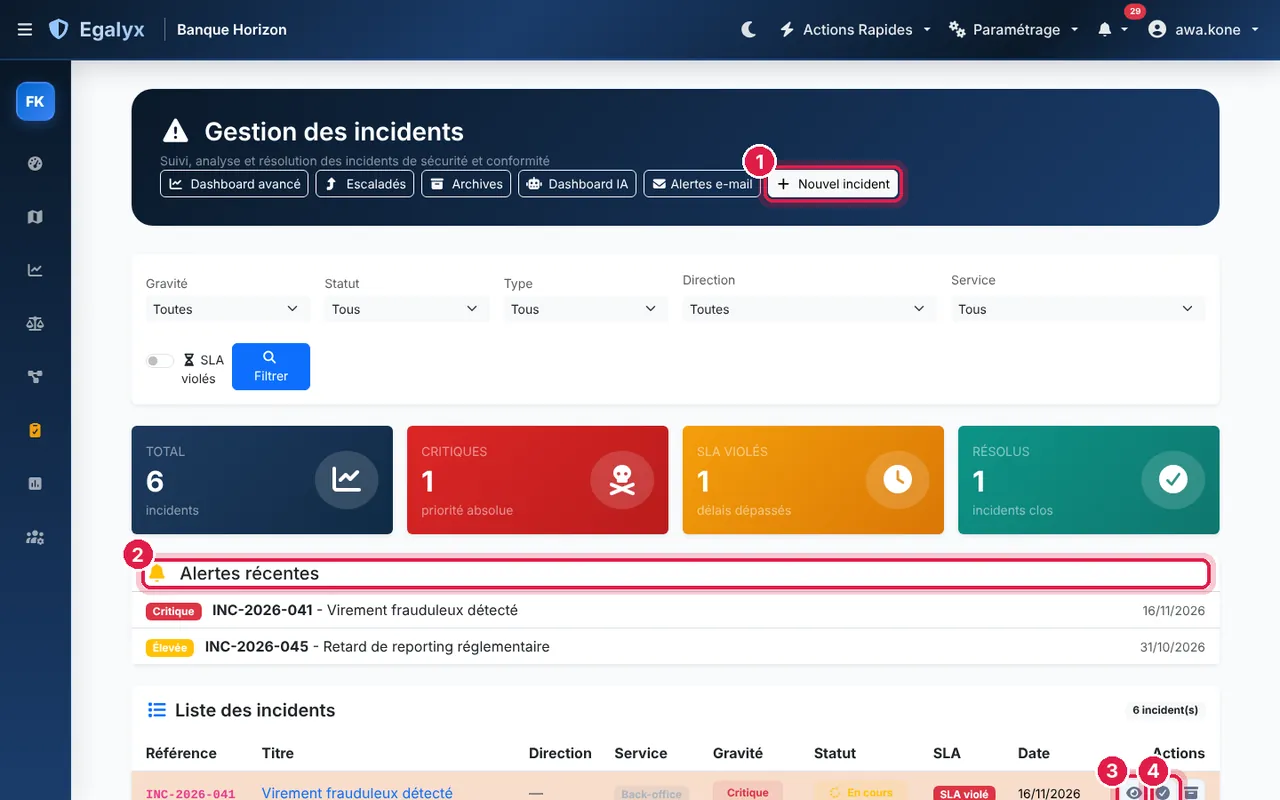 Egalyx
Banque Horizon
Actions Rapides
Paramétrage
29
awa.kone
FK
Gestion des incidents
Suivi, analyse et résolution des incidents de sécurité et conformité
1
Dashboard avancé
Escaladés
Archives
Dashboard IA
Alertes e-mail
Nouvel incident
Gravité
Statut
Type
Direction
Service
Toutes
Tous
Tous
Toutes
Tous
SLA
violés
Filtrer
TOTAL
6
incidents
CRITIQUES
1
priorité absolue
SLA VIOLÉS
1
délais dépassés
RÉSOLUS
1
incidents clos
2
Alertes récentes
Critique INC-2026-041 - Virement frauduleux détecté 16/11/2026
Élevée INC-2026-045 - Retard de reporting réglementaire 31/10/2026
Liste des incidents
6 incident(s)
Référence Titre Direction Service Gravité Statut SLA Date Actions
3 4
INC-2026-041 Virement frauduleux détecté — Back-office Critique En cours SLA violé 16/11/2026